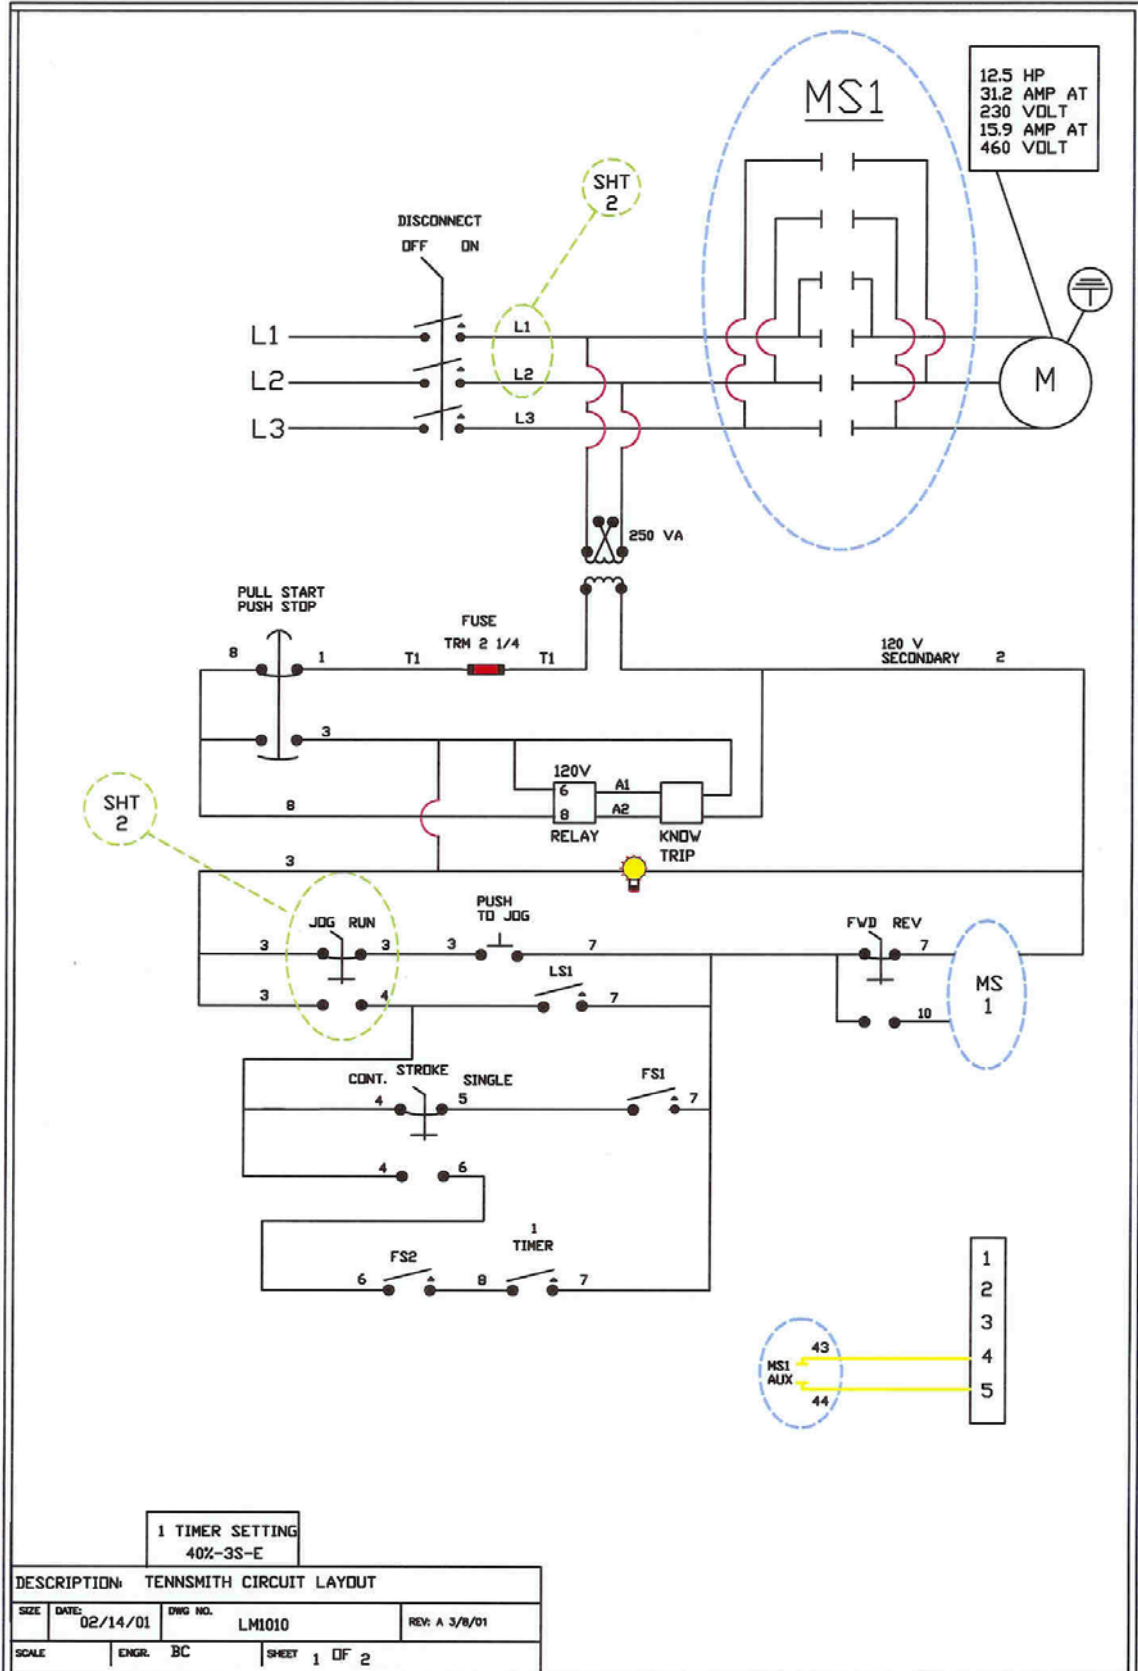 MS1
12.5 HP
31.2 AMP AT
230 VOLT
15.9 AMP AT
460 VOLT
SHT
2
DISCONNECT
OFF ON
L1
L1
L2
L2
L3
L3
M
250 VA
PULL START
PUSH STOP
FUSE
TRM 2 1/4
8
1
T1
T1
120 V
SECONDARY
2
3
120V
6
A1
8
8
A2
RELAY
KNOW
TRIP
SHT
2
3
JOG RUN
PUSH
TO JOG
FWD REV
3
3
3
7
7
LS1
3
4
7
MS
1
10
CONT.
STROKE
SINGLE
FS1
4
5
7
4
6
1
TIMER
FS2
6
8
7
1
2
3
4
5
43
MS1
AUX
44
1 TIMER SETTING
40%-3S-E
DESCRIPTION: TENNSMITH CIRCUIT LAYOUT
SIZE
DATE: 02/14/01
DWG NO. LM1010
REV: A 3/8/01
SCALE
ENGR. BC
SHEET 1 OF 2